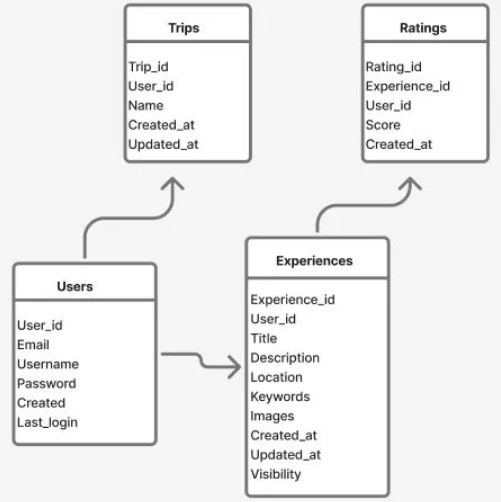 Trips
Trip_id
User_id
Name
Created_at
Updated_at
Ratings
Rating_id
Experience_id
User_id
Score
Created_at
Users
User_id
Email
Username
Password
Created
Last_login
Experiences
Experience_id
User_id
Title
Description
Location
Keywords
Images
Created_at
Updated_at
Visibility